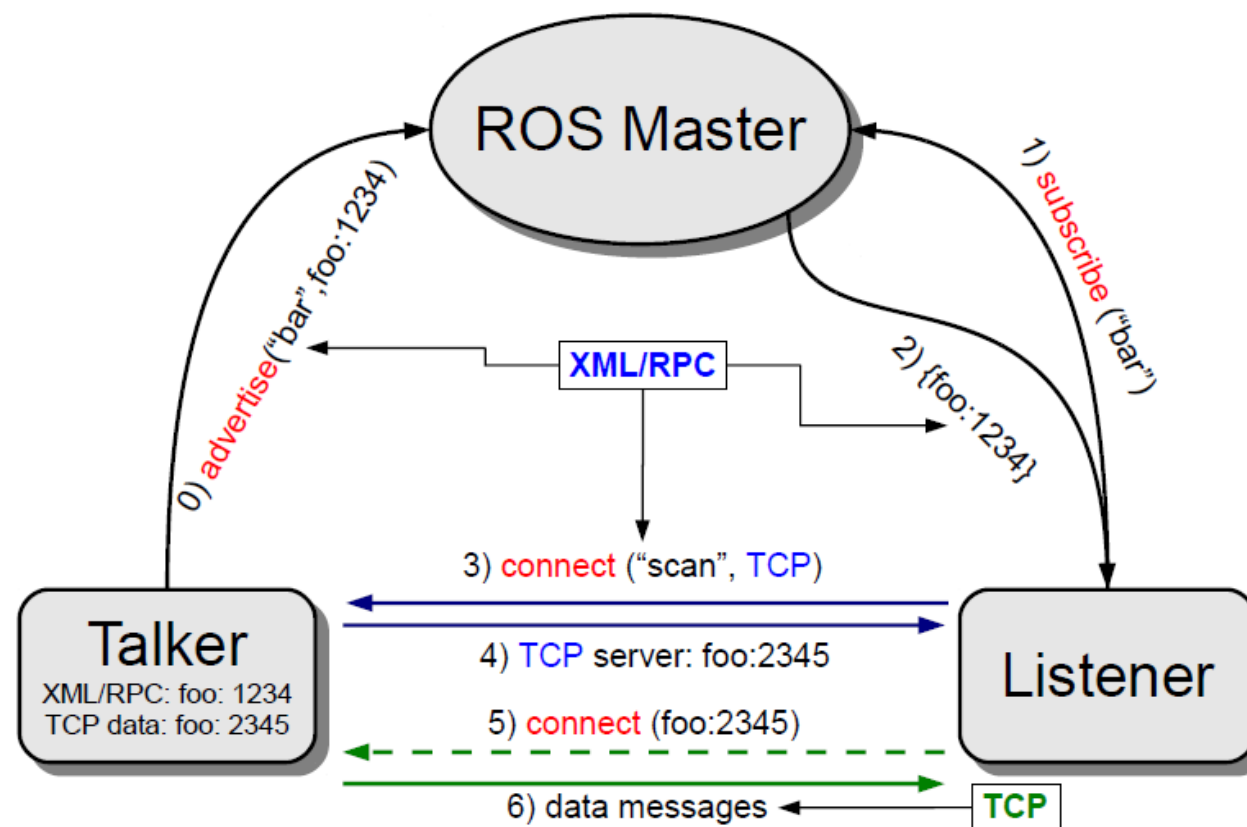 ROS Master
0) advertise(“bar”,foo:1234)
1) subscribe (“bar”)
XML/RPC
2) {foo:1234}
3) connect (“scan”, TCP)
4) TCP server: foo:2345
Talker
XML/RPC: foo: 1234
TCP data: foo: 2345
Listener
5) connect (foo:2345)
6) data messages
TCP